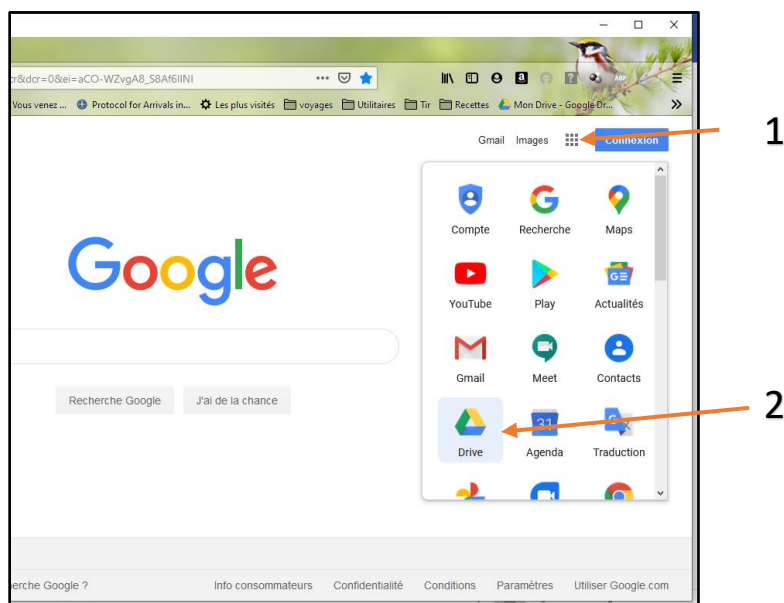 r&dcr=0&ei=aCO-WZvgA8_S8Af6IINI
Vous venez ... Protocol for Arrivals in... Les plus visités voyages Utilitaires Tir Recettes Mon Drive - Google Dr...
Gmail Images Connexion
1
Compte Recherche Maps
Google
YouTube Play Actualités
Gmail Meet Contacts
Recherche Google J'ai de la chance
31
2
Drive Agenda Traduction
erche Google ? Info consommateurs Confidentialité Conditions Paramètres Utiliser Google.com